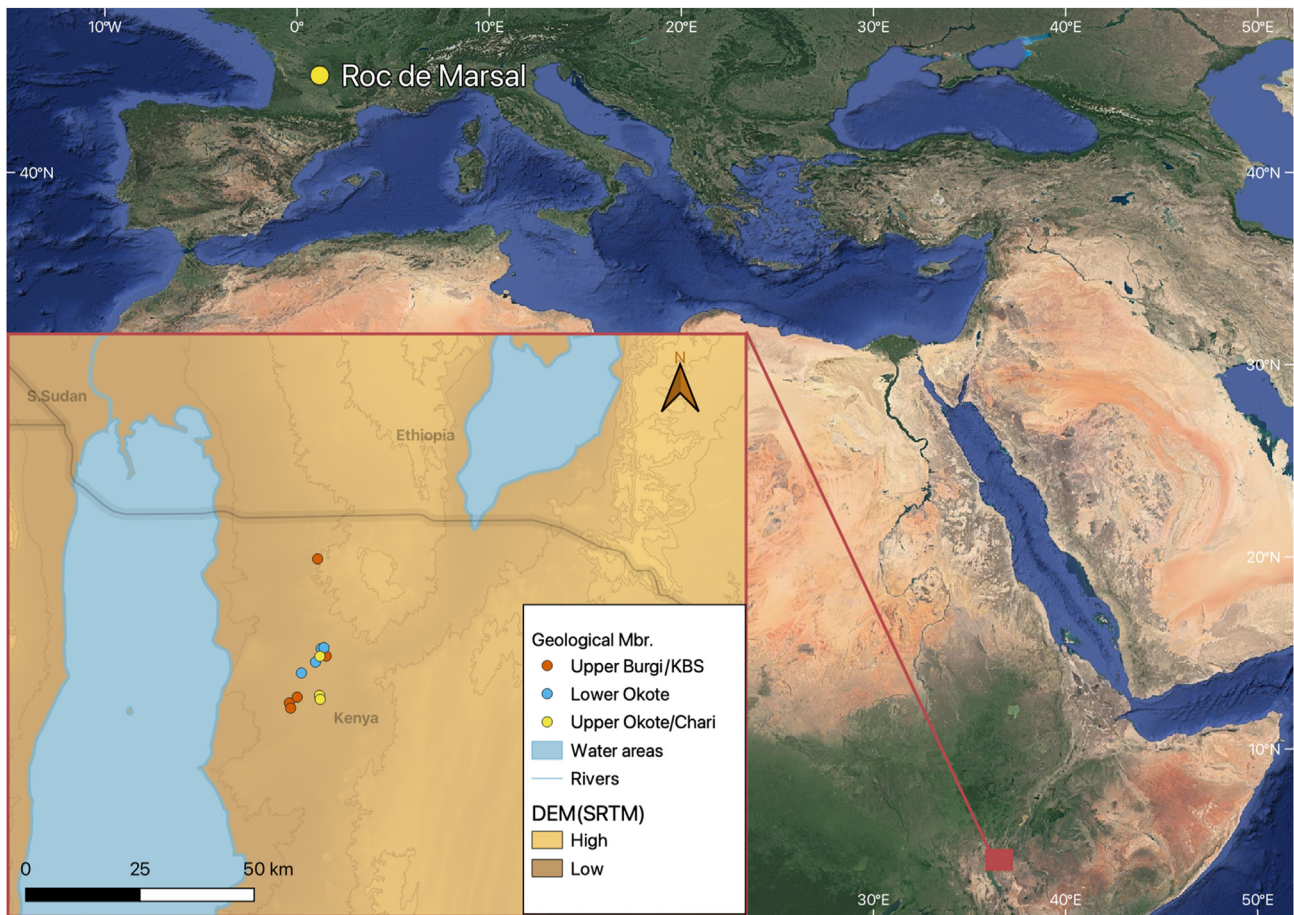 10°W 0° 10°E 20°E 30°E 40°E 50°E
Roc de Marsal
40°N 40°N
N
30°N
S.Sudan
Ethiopia
20°N
Geological Mbr.
Upper Burgi/KBS
Lower Okote
Kenya
Upper Okote/Chari
Water areas
10°N
Rivers
DEM(SRTM)
High
Low
0 25 50 km
30°E 40°E 50°E